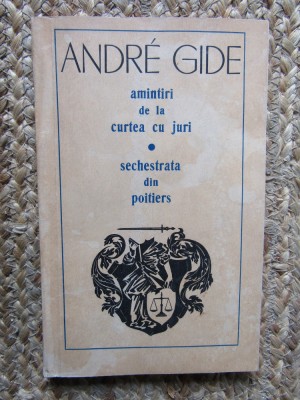 ANDRÉ GIDE
amintiri
de la
curtea cu juri
•
sechestrata
din
poitiers